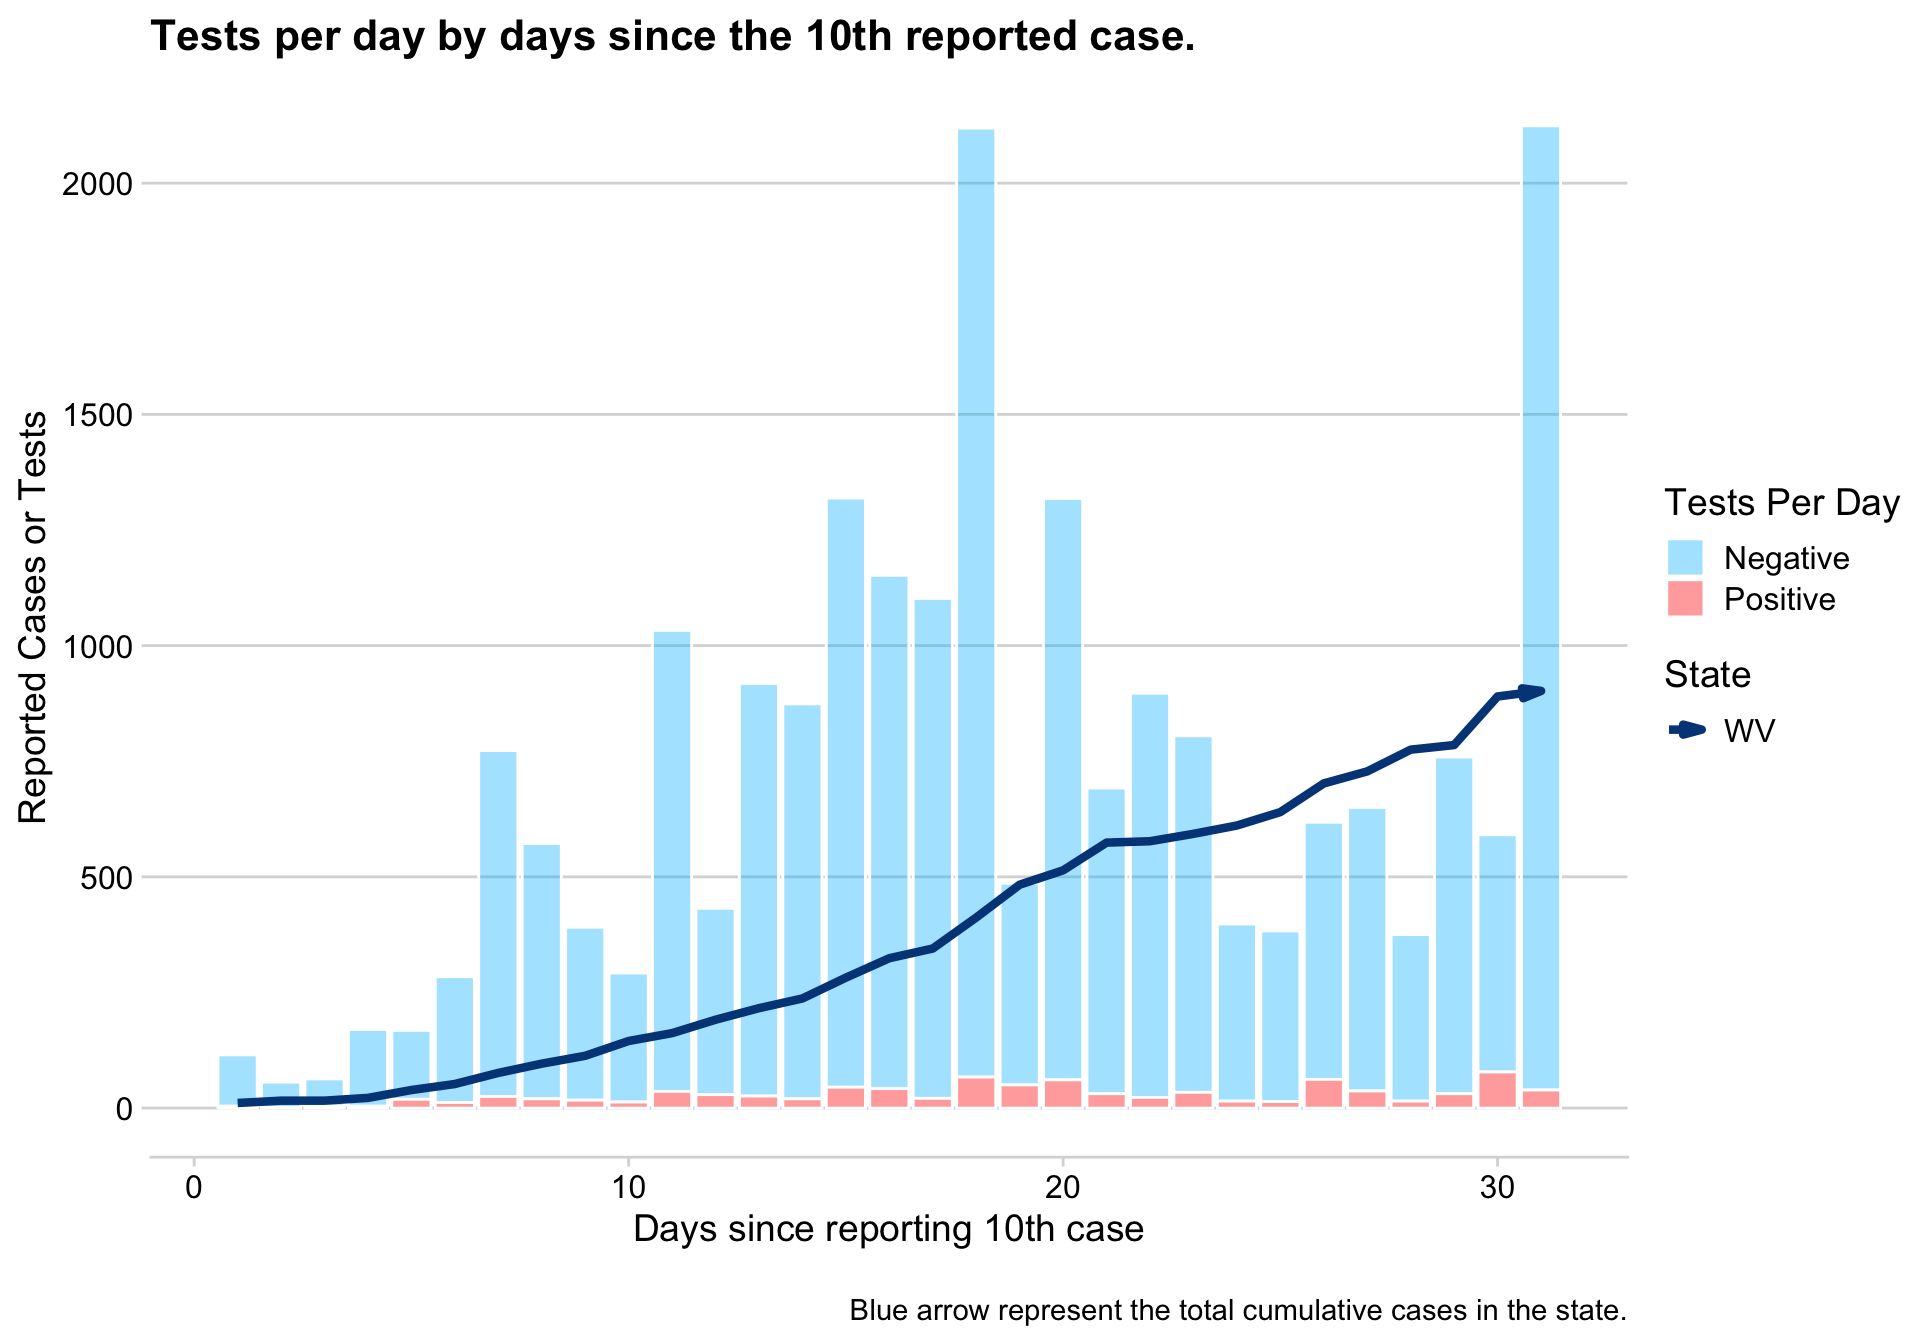 Tests per day by days since the 10th reported case.
Reported Cases or Tests
2000
1500
1000
500
0
0
10
20
30
Days since reporting 10th case
Tests Per Day
Negative
Positive
State
WV
Blue arrow represent the total cumulative cases in the state.